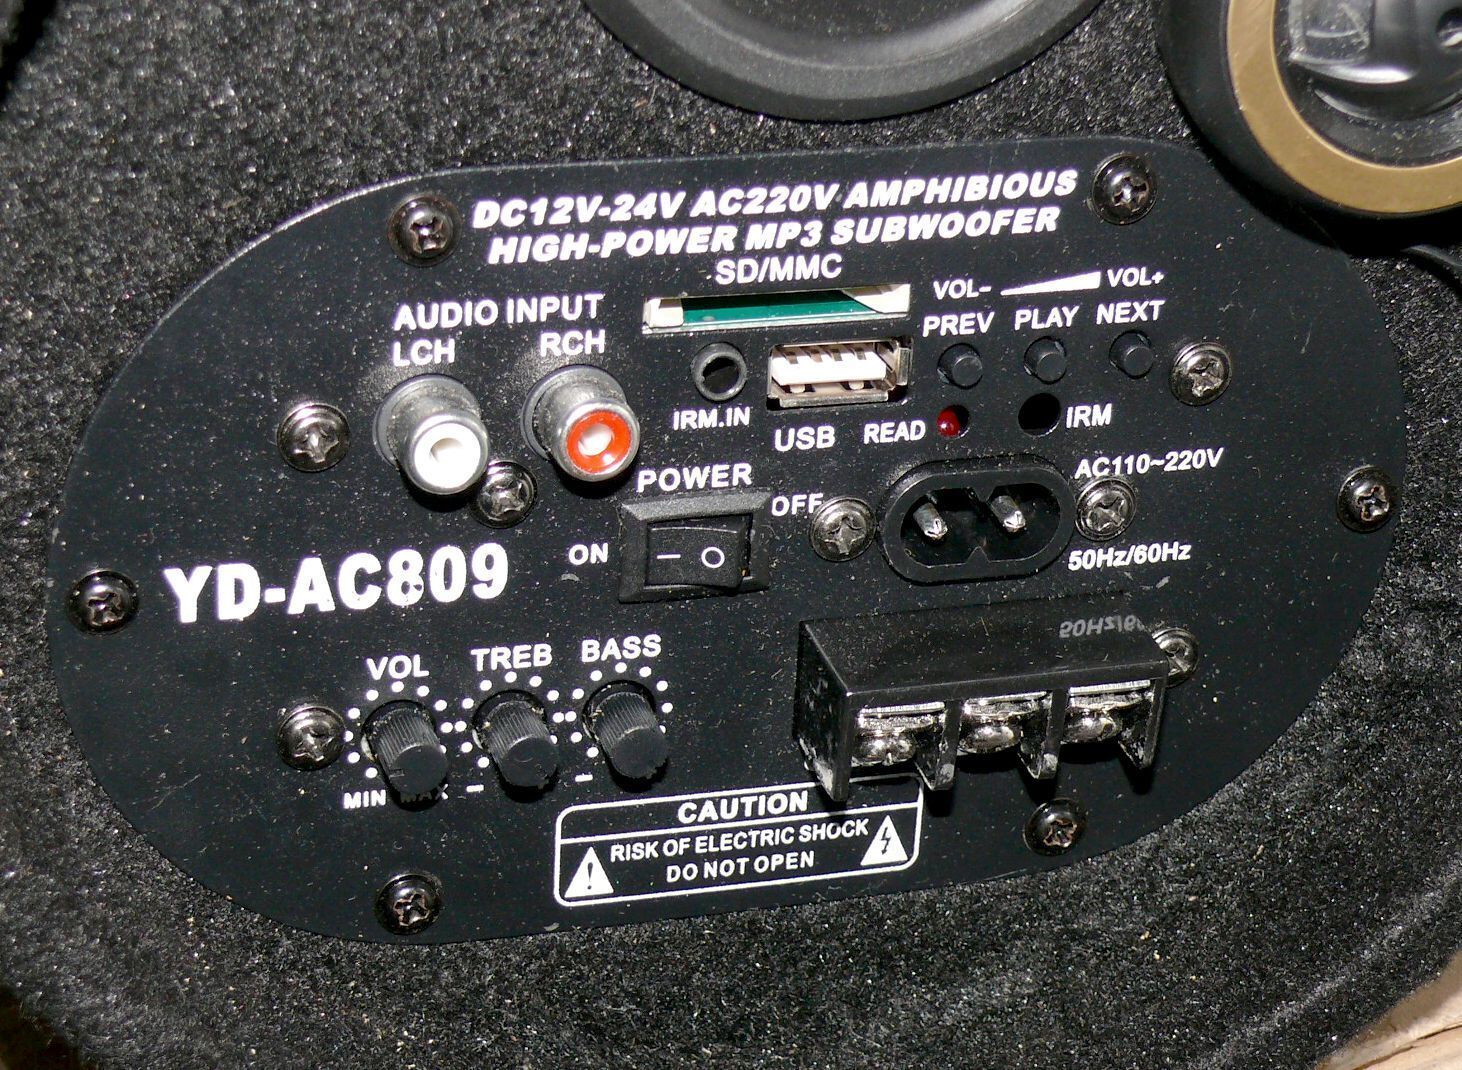 DC12V-24V AC220V AMPHIBIOUS
HIGH-POWER MP3 SUBWOOFER
SD/MMC
VOL- VOL+
PREV PLAY NEXT
AUDIO INPUT
LCH RCH
IRM.IN
USB
READ
IRM
POWER
OFF
ON
AC110~220V
50Hz/60Hz
YD-AC809
VOL TREB BASS
MIN MAX - -
CAUTION
RISK OF ELECTRIC SHOCK
DO NOT OPEN